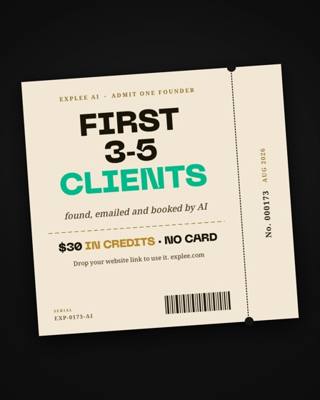 EXPLEE AI - ADMIT ONE FOUNDER
FIRST
3-5
CLIENTS
found, emailed and booked by AI
$30 IN CREDITS · NO CARD
Drop your website link to use it. explee.com
SERIAL
EXP-0173-AI
No. 000173 AUG 2026